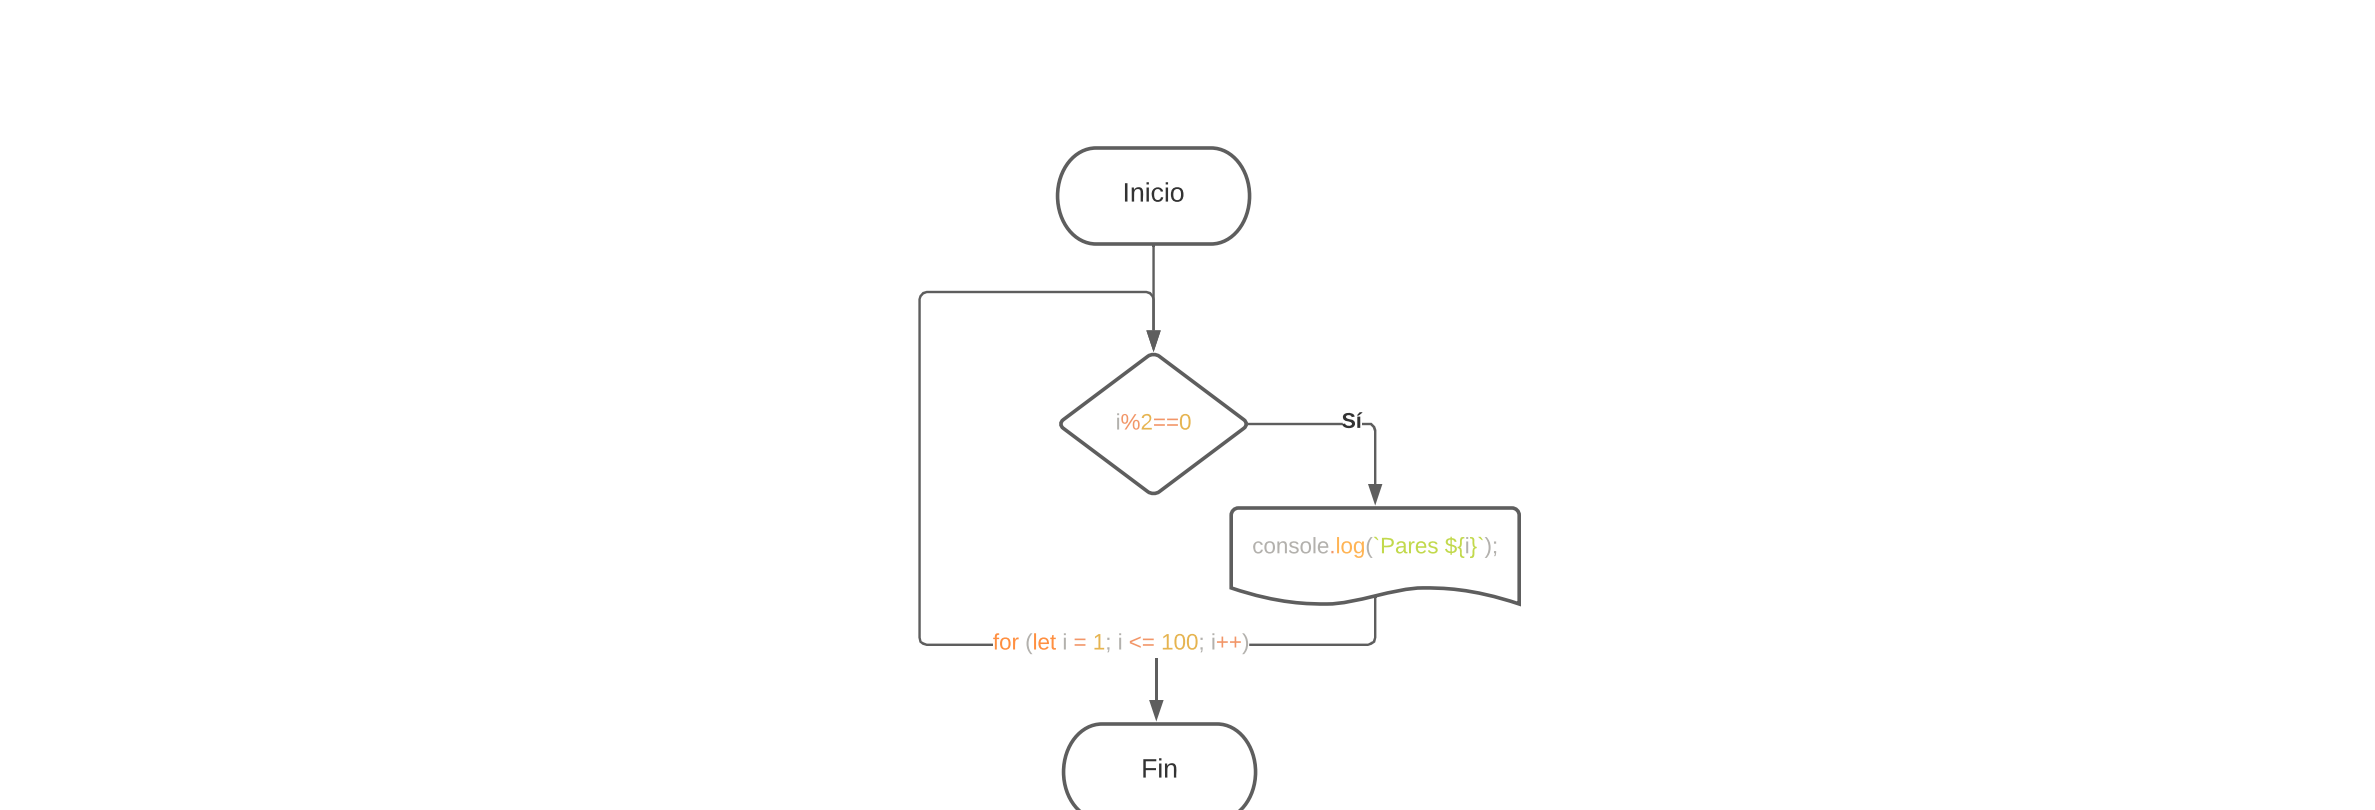 Inicio
i%2==0
Sí
console.log(`Pares ${i}`);
for (let i = 1; i <= 100; i++)
Fin